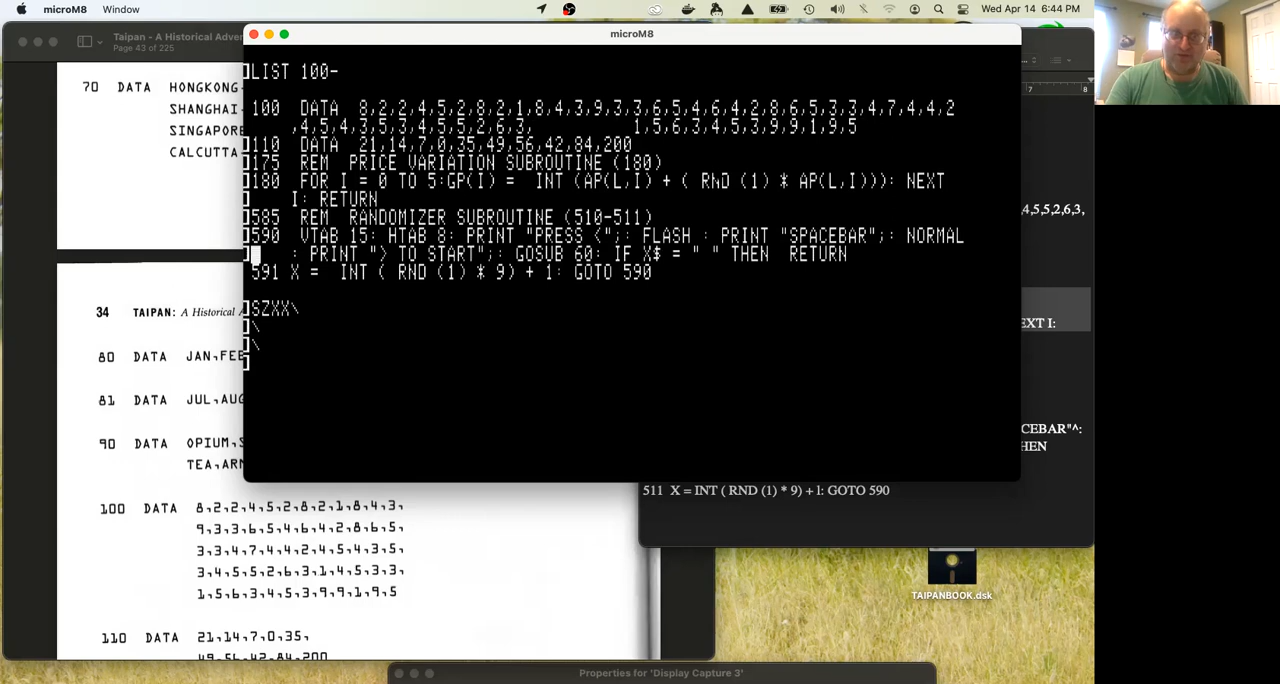 microM8 Window Wed Apr 14 6:44 PM
Taipan - A Historical Adven
Page 43 of 225
microM8
70 DATA HONGKONG
SHANGHAI
SINGAPORE
CALCUTTA
34 TAIPAN: A Historical A
80 DATA JAN,FEB
81 DATA JUL,AUG
90 DATA OPIUM,S
TEA,ARM
100 DATA 8,2,2,4,5,2,8,2,1,8,4,3,
9,3,3,6,5,4,6,4,2,8,6,5,
3,3,4,7,4,4,2,4,5,4,3,5,
3,4,5,5,2,6,3,1,4,5,3,3,
1,5,6,3,4,5,3,9,9,1,9,5
110 DATA 21,14,7,0,35,
49,56,42,84,200
]LIST 100-
100 DATA 8,2,2,4,5,2,8,2,1,8,4,3,9,3,3,6,5,4,6,4,2,8,6,5,3,3,4,7,4,4,2
,4,5,4,3,5,3,4,5,5,2,6,3, 1,5,6,3,4,5,3,9,9,1,9,5
]110 DATA 21,14,7,0,35,49,56,42,84,200
]175 REM PRICE VARIATION SUBROUTINE (180)
]180 FOR I = 0 TO 5:GP(I) = INT (AP(L,I) + ( RND (1) * AP(L,I))): NEXT
] I: RETURN
]585 REM RANDOMIZER SUBROUTINE (510-511)
]590 VTAB 15: HTAB 8: PRINT "PRESS <";: FLASH : PRINT "SPACEBAR";: NORMAL
: PRINT "> TO START";: GOSUB 60: IF X$ = " " THEN RETURN
591 X = INT ( RND (1) * 9) + 1: GOTO 590
]SZXX\
]\
]\
]
7 8
,4,5,5,2,6,3,
EXT I:
CEBAR"^:
HEN
511 X = INT ( RND (1) * 9) + l: GOTO 590
TAIPANBOOK.dsk
Properties for 'Display Capture 3'